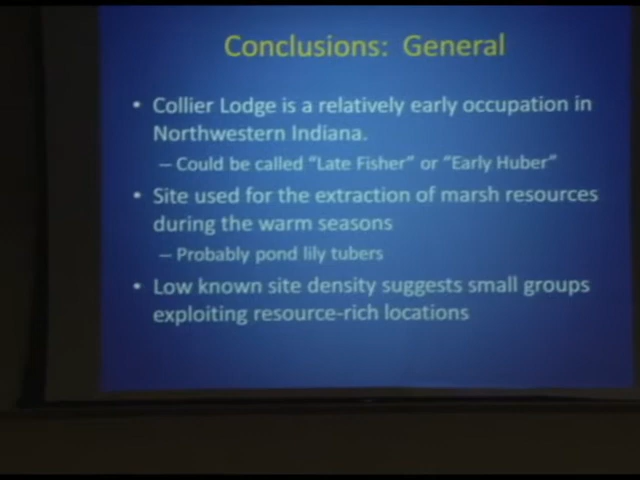 Conclusions: General
• Collier Lodge is a relatively early occupation in
Northwestern Indiana.
– Could be called “Late Fisher” or “Early Huber”
• Site used for the extraction of marsh resources
during the warm seasons
– Probably pond lily tubers
• Low known site density suggests small groups
exploiting resource-rich locations